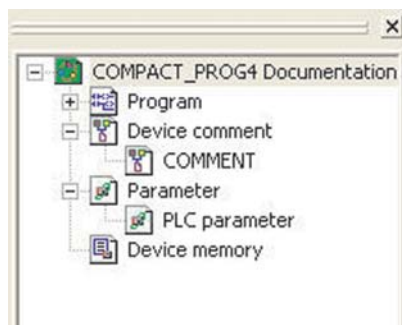 COMPACT_PROG4 Documentation
Program
Device comment
COMMENT
Parameter
PLC parameter
Device memory